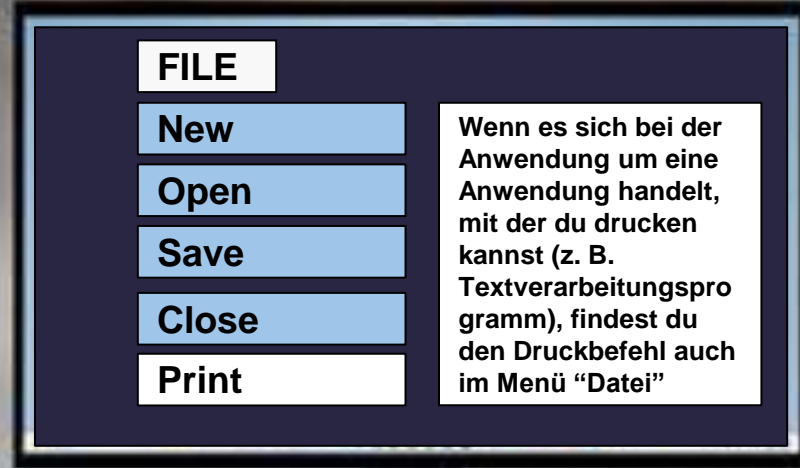 FILE
New
Open
Save
Close
Print
Wenn es sich bei der
Anwendung um eine
Anwendung handelt,
mit der du drucken
kannst (z. B.
Textverarbeitungspro
gramm), findest du
den Druckbefehl auch
im Menü “Datei”